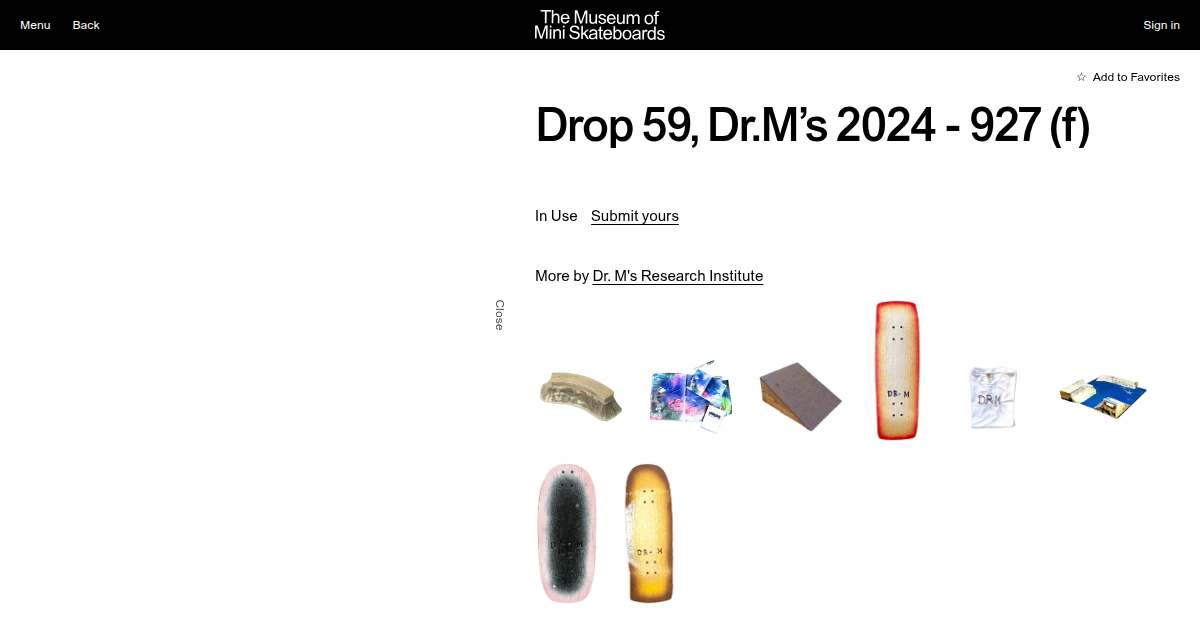 Menu Back
The Museum of
Mini Skateboards
Sign in
☆ Add to Favorites
Drop 59, Dr.M’s 2024 - 927 (f)
In Use Submit yours
More by Dr. M's Research Institute
Close
DR M
DR M
DR M
DR M